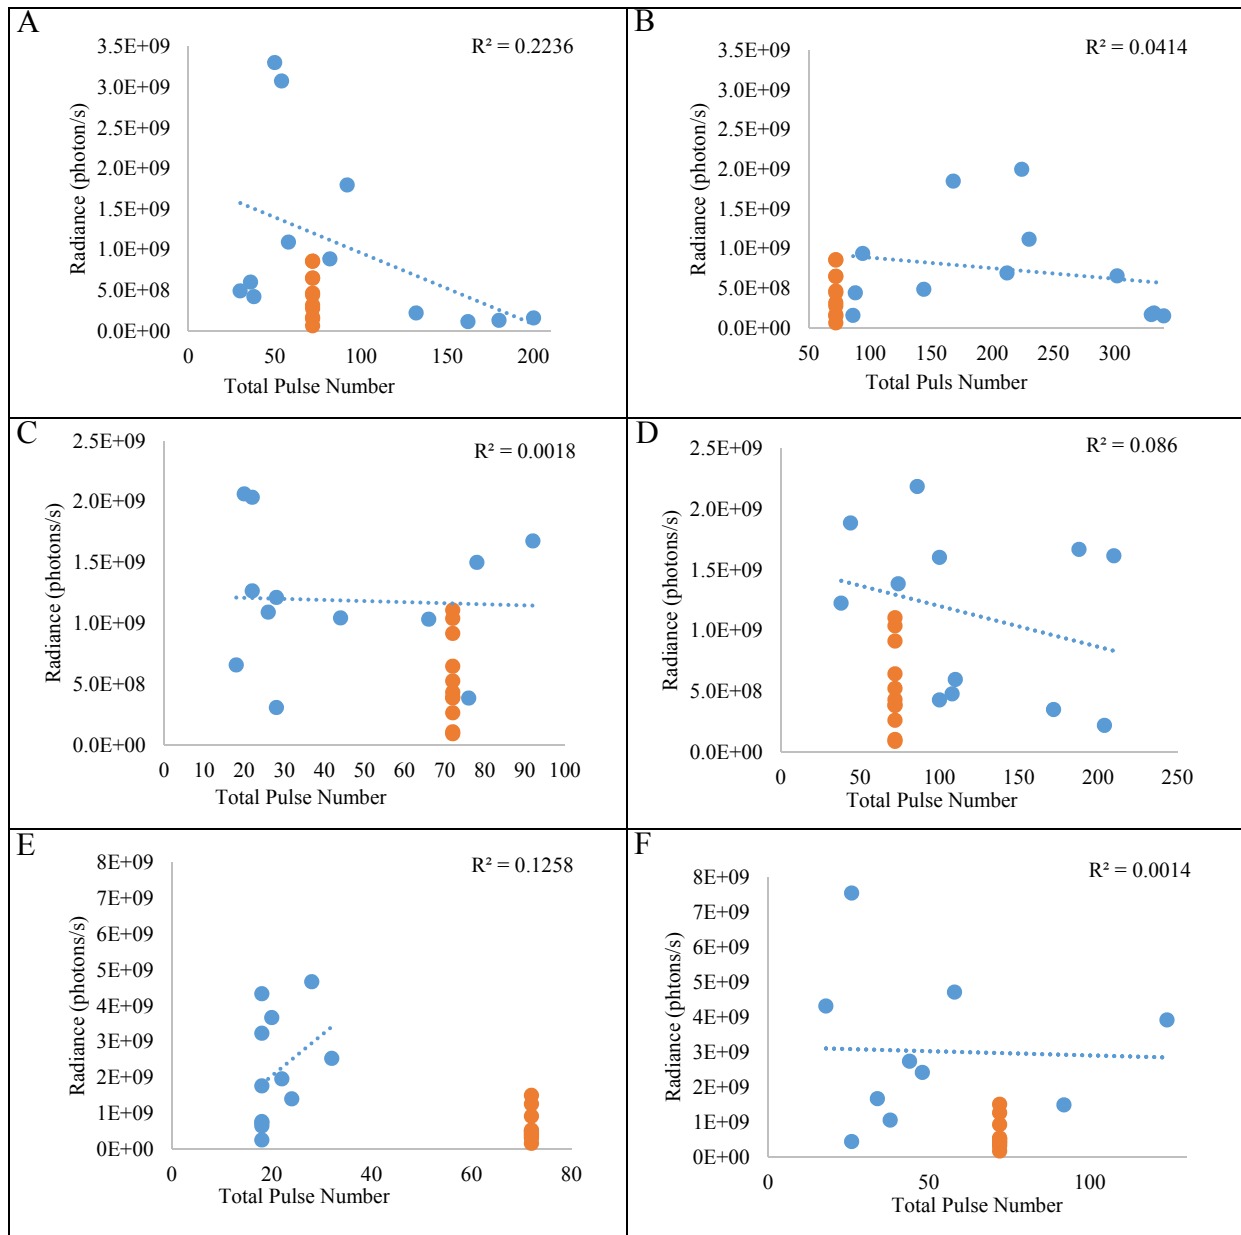 A
R² = 0.2236
3.5E+09
3.0E+09
2.5E+09
2.0E+09
1.5E+09
1.0E+09
5.0E+08
0.0E+00
Radiance (photon/s)
0 50 100 150 200
Total Pulse Number
B
R² = 0.0414
3.5E+09
3.0E+09
2.5E+09
2.0E+09
1.5E+09
1.0E+09
5.0E+08
0.0E+00
Radiance (photon/s)
50 100 150 200 250 300
Total Puls Number
C
R² = 0.0018
2.5E+09
2.0E+09
1.5E+09
1.0E+09
5.0E+08
0.0E+00
Radiance (photons/s)
0 10 20 30 40 50 60 70 80 90 100
Total Pulse Number
D
R² = 0.086
2.5E+09
2.0E+09
1.5E+09
1.0E+09
5.0E+08
0.0E+00
Radiance (photons/s)
0 50 100 150 200 250
Total Pulse Number
E
R² = 0.1258
8E+09
7E+09
6E+09
5E+09
4E+09
3E+09
2E+09
1E+09
0E+00
Radiance (photons/s)
0 20 40 60 80
Total Pulse Number
F
R² = 0.0014
8E+09
7E+09
6E+09
5E+09
4E+09
3E+09
2E+09
1E+09
0E+00
Radiance (phtons/s)
0 50 100
Total Pulse Number